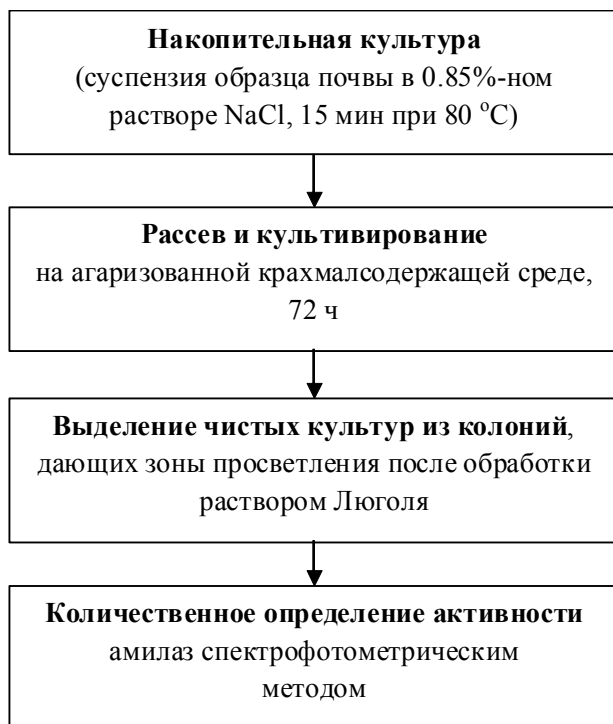 Накопительная культура
(суспензия образца почвы в 0.85%-ном
растворе NaCl, 15 мин при 80 °C)
Рассев и культивирование
на агаризованной крахмалсодержащей среде,
72 ч
Выделение чистых культур из колоний,
дающих зоны просветления после обработки
раствором Люголя
Количественное определение активности
амилаз спектрофотометрическим
методом